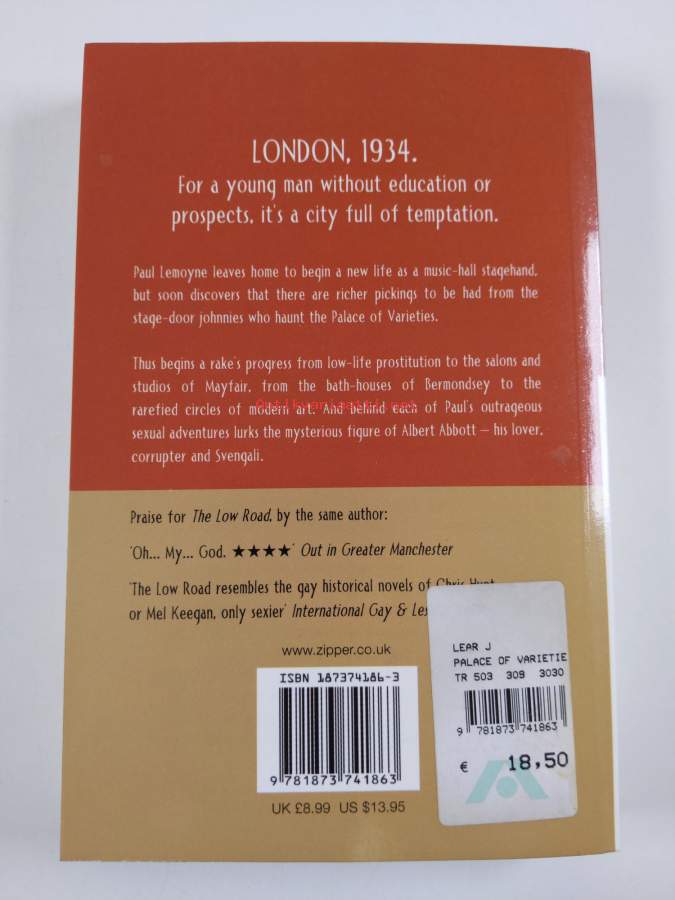 LONDON, 1934.
For a young man without education or
prospects, it's a city full of temptation.
Paul Lemoyne leaves home to begin a new life as a music-hall stagehand,
but soon discovers that there are richer pickings to be had from the
stage-door johnnies who haunt the Palace of Varieties.
Thus begins a rake's progress from low-life prostitution to the salons and
studios of Mayfair, from the bath-houses of Bermondsey to the
rarefied circles of modern art. And behind each of Paul's outrageous
sexual adventures lurks the mysterious figure of Albert Abbott – his lover,
corrupter and Svengali.
Praise for The Low Road, by the same author:
'Oh... My... God. ★★★★' Out in Greater Manchester
'The Low Road resembles the gay historical novels of Chris Hunt
or Mel Keegan, only sexier' International Gay &
www.zipper.co.uk
ISBN 187374186-3
9 781873 741863
UK £8.99 US $13.95
LEAR J
PALACE OF VARIETIE
TR 503 309 3030
9 781873 741863
€ 18,50